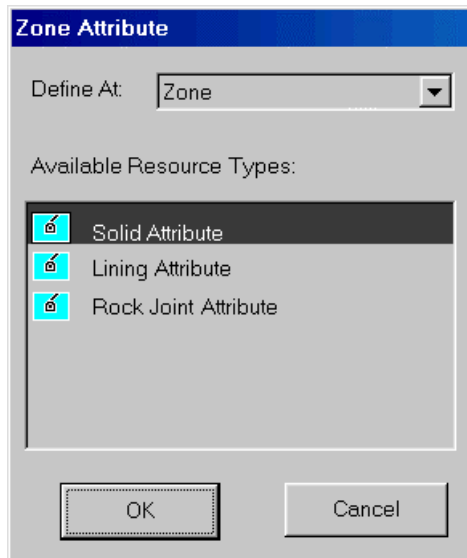 Zone Attribute
Define At: Zone
Available Resource Types:
Solid Attribute
Lining Attribute
Rock Joint Attribute
OK Cancel